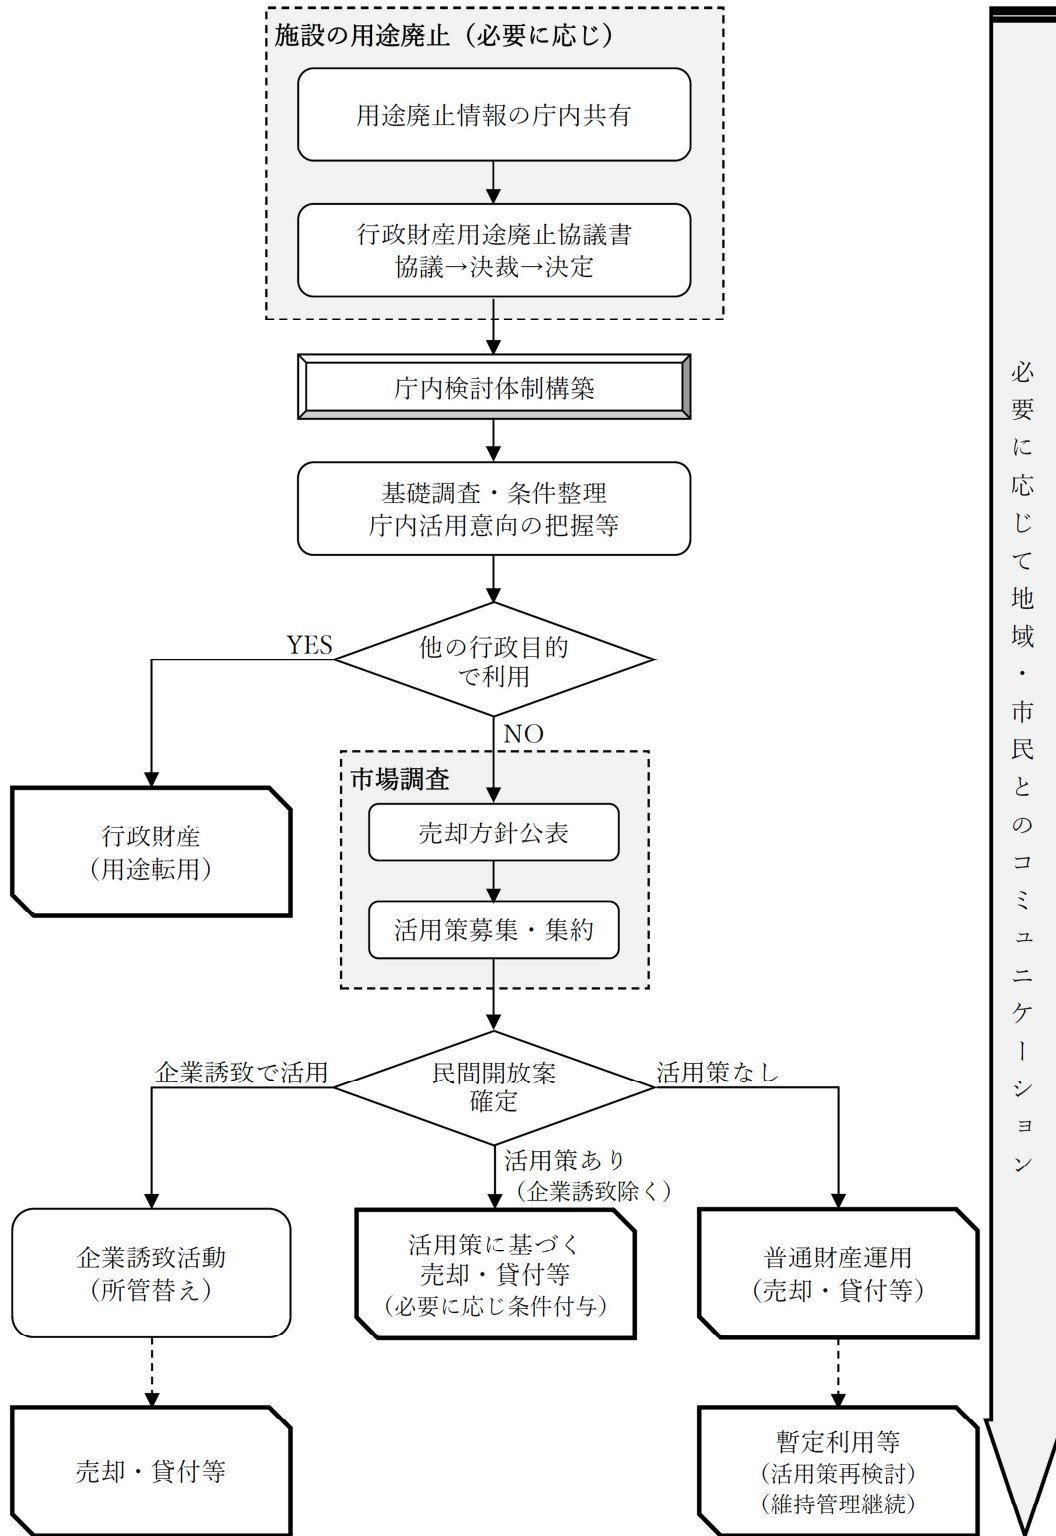 施設の用途廃止（必要に応じ）
用途廃止情報の庁内共有
行政財産用途廃止協議書
協議→決裁→決定
庁内検討体制構築
基礎調査・条件整理
庁内活用意向の把握等
他の行政目的
で利用
YES
NO
行政財産
（用途転用）
市場調査
売却方針公表
活用策募集・集約
民間開放案
確定
企業誘致で活用
活用策なし
活用策あり
（企業誘致除く）
企業誘致活動
（所管替え）
活用策に基づく
売却・貸付等
（必要に応じ条件付与）
普通財産運用
（売却・貸付等）
売却・貸付等
暫定利用等
（活用策再検討）
（維持管理継続）
必要に応じて地域・市民とのコミュニケーション